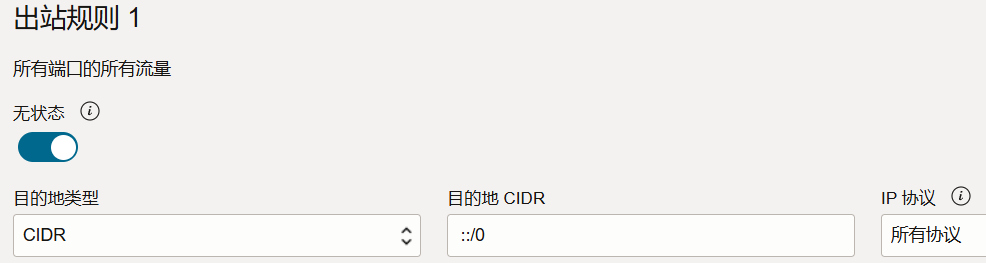 出站规则 1
所有端口的所有流量
无状态
目的地类型 目的地 CIDR IP 协议
CIDR ::/0 所有协议